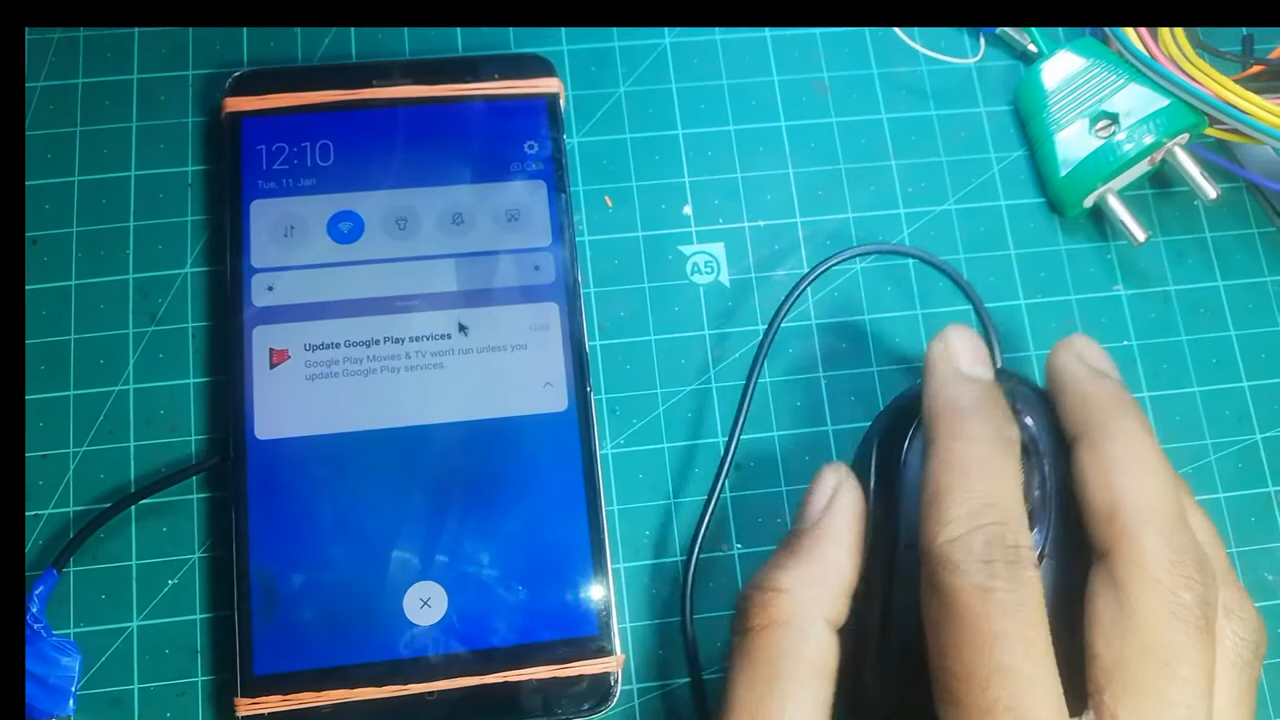 12:10
Tue, 11 Jan
Update Google Play services
Google Play Movies & TV won't run unless you
update Google Play services.
A5